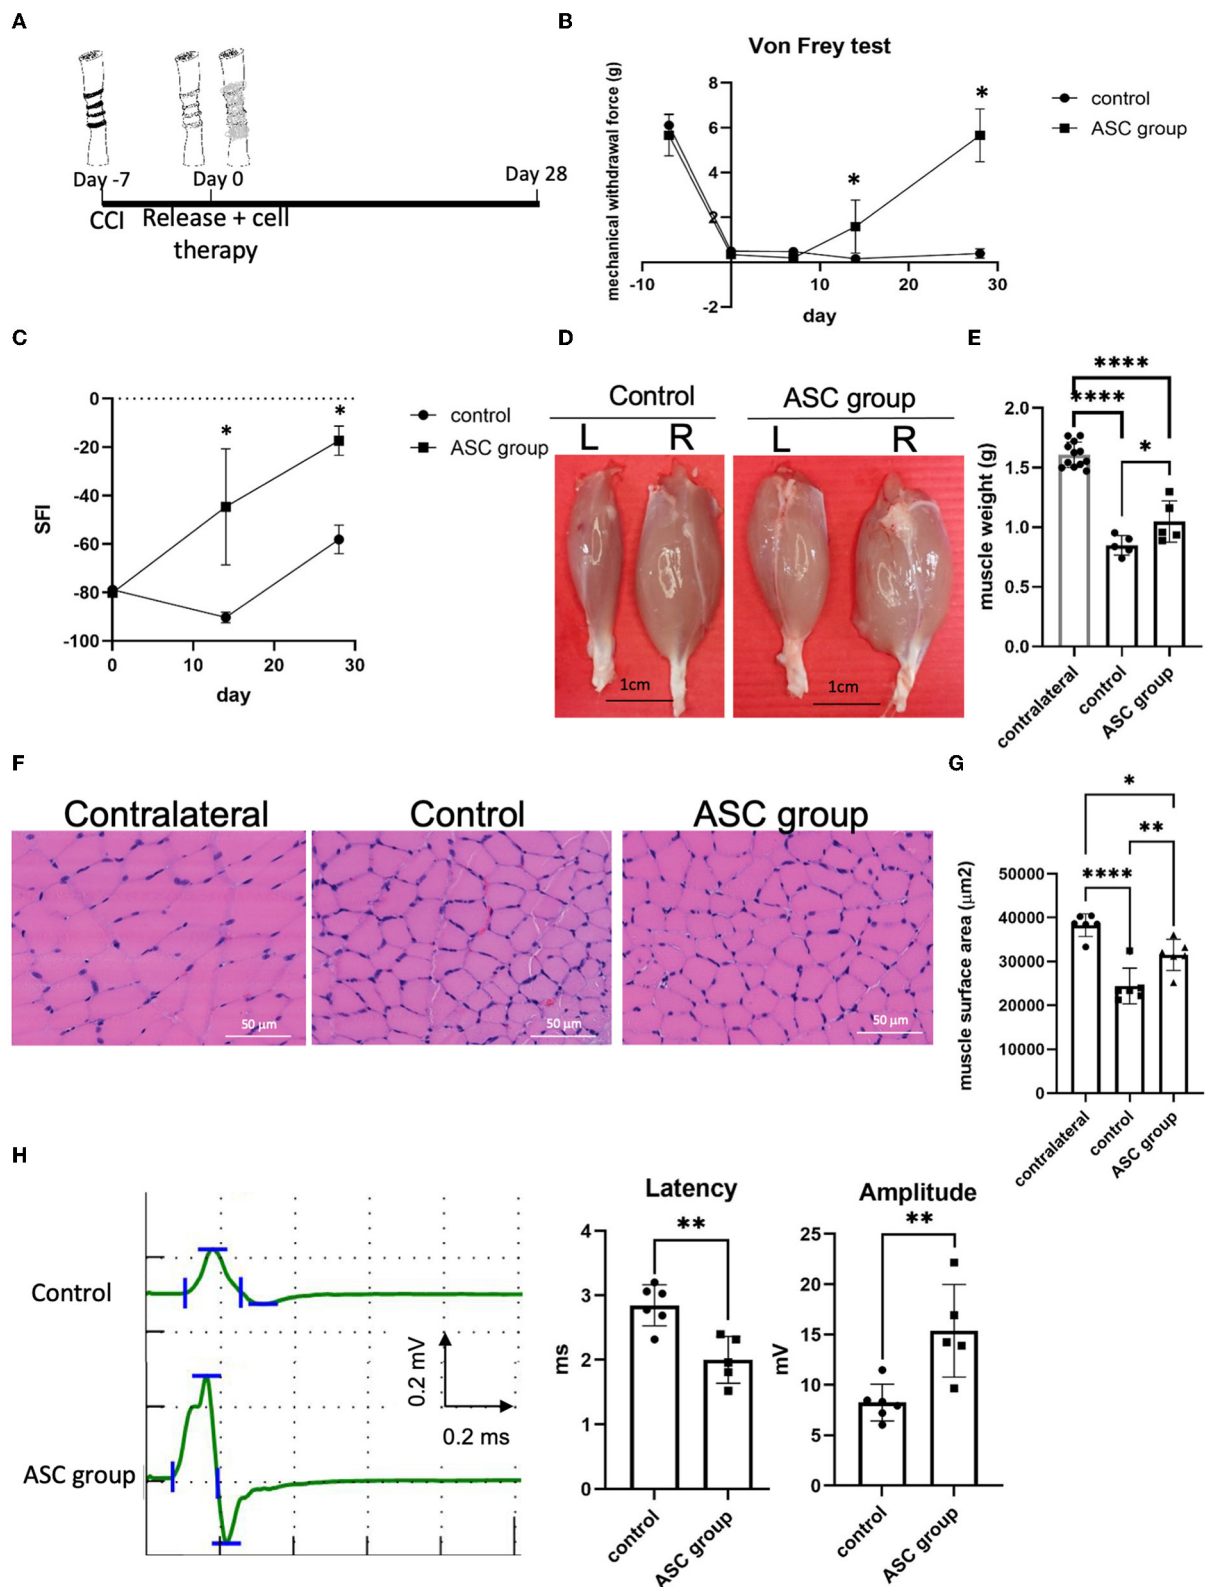 A
Day -7
Day 0
Day 28
CCI
Release + cell
therapy
B
Von Frey test
mechanical withdrawal force (g)
8
6
4
2
-2
-10
10
20
30
day
*
*
control
ASC group
C
SFI
0
-20
-40
-60
-80
-100
0
10
20
30
day
*
*
control
ASC group
D
Control
ASC group
L
R
L
R
1cm
1cm
E
****
****
*
muscle weight (g)
2.0
1.5
1.0
0.5
0.0
contralateral
control
ASC group
F
Contralateral
Control
ASC group
50 µm
50 µm
50 µm
G
*
**
****
muscle surface area (µm2)
50000
40000
30000
20000
10000
0
contralateral
control
ASC group
H
Control
ASC group
0.2 mV
0.2 ms
Latency
**
ms
4
3
2
1
0
control
ASC group
Amplitude
**
mV
25
20
15
10
5
0
control
ASC group